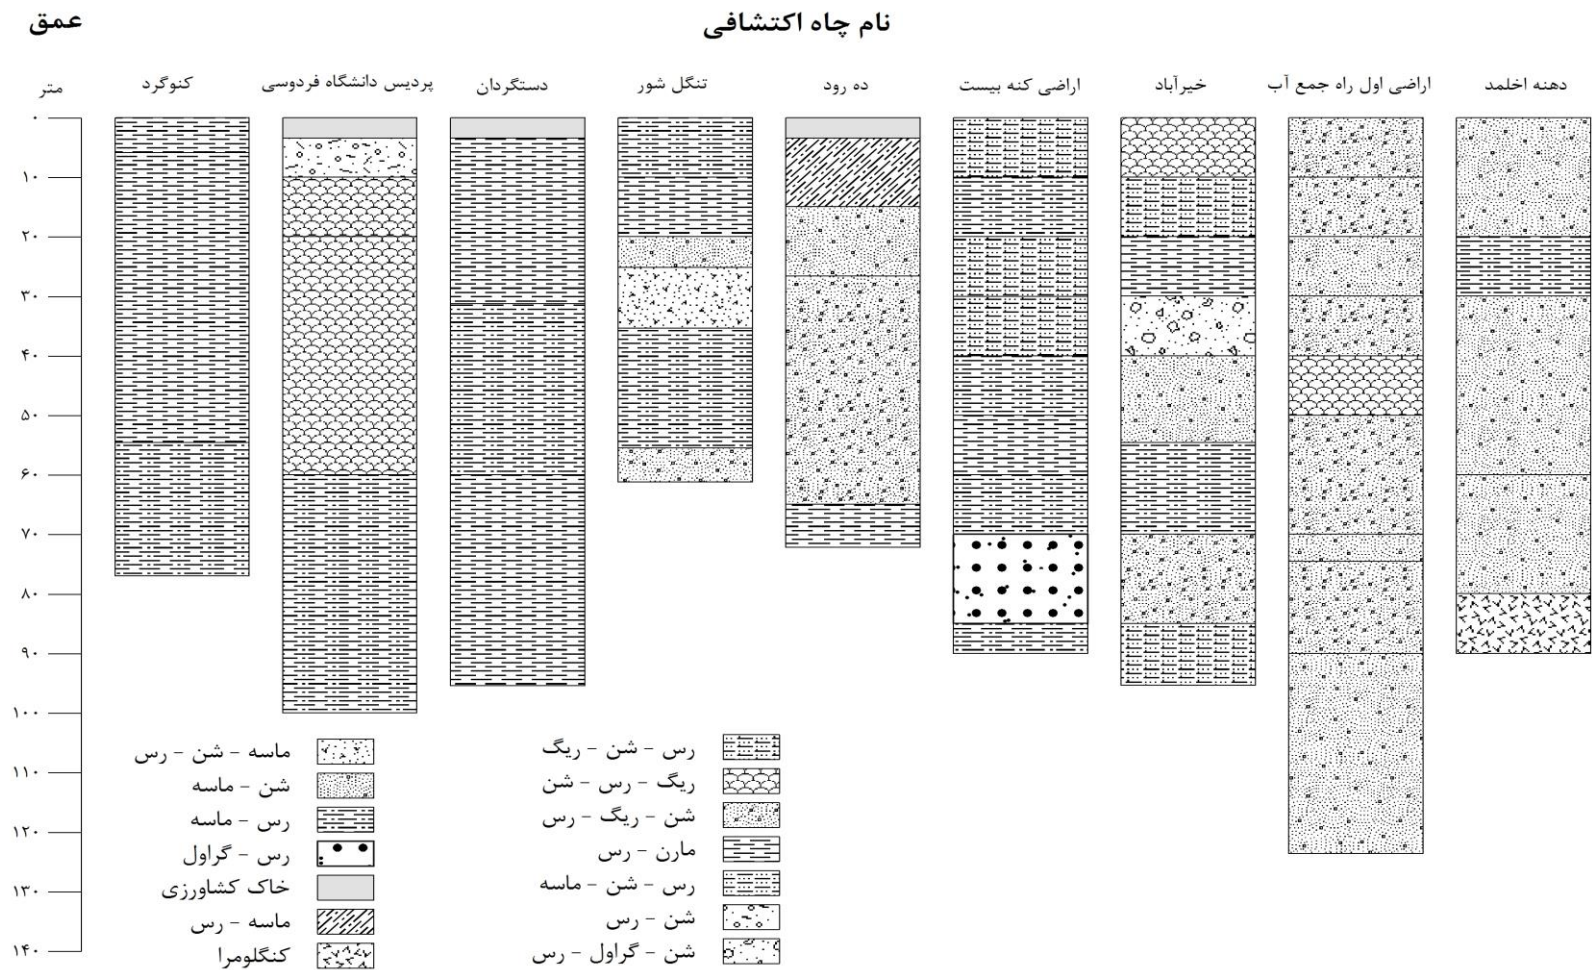 نام چاه اکتشافی
عمق
دهنه اخلمد
اراضی اول راه جمع آب
خیرآباد
اراضی کنه بیست
ده رود
تنگل شور
دستگردان
پردیس دانشگاه فردوسی
کنوگرد
متر
۰
۱۰
۲۰
۳۰
۴۰
۵۰
۶۰
۷۰
۸۰
۹۰
۱۰۰
۱۱۰
۱۲۰
۱۳۰
۱۴۰
رس - شن - ریگ
ریگ - رس - شن
شن - ریگ - رس
مارن - رس
رس - شن - ماسه
شن - رس
شن - گراول - رس
ماسه - شن - رس
شن - ماسه
رس - ماسه
رس - گراول
خاک کشاورزی
ماسه - رس
کنگلومرا